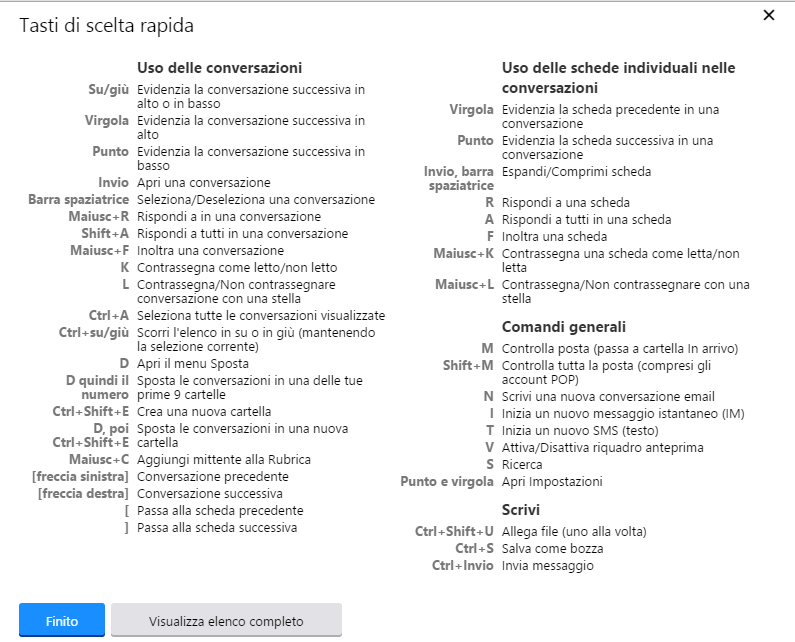 Tasti di scelta rapida
Uso delle conversazioni
Su/giù Evidenzia la conversazione successiva in
alto o in basso
Virgola Evidenzia la conversazione successiva in
alto
Punto Evidenzia la conversazione successiva in
basso
Invio Apri una conversazione
Barra spaziatrice Seleziona/Deseleziona una conversazione
Maiusc+R Rispondi a in una conversazione
Shift+A Rispondi a tutti in una conversazione
Maiusc+F Inoltra una conversazione
K Contrassegna come letto/non letto
L Contrassegna/Non contrassegnare
conversazione con una stella
Ctrl+A Seleziona tutte le conversazioni visualizzate
Ctrl+su/giù Scorri l'elenco in su o in giù (mantenendo
la selezione corrente)
D Apri il menu Sposta
D quindi il Sposta le conversazioni in una delle tue
numero prime 9 cartelle
Ctrl+Shift+E Crea una nuova cartella
D, poi Sposta le conversazioni in una nuova
Ctrl+Shift+E cartella
Maiusc+C Aggiungi mittente alla Rubrica
[freccia sinistra] Conversazione precedente
[freccia destra] Conversazione successiva
[ Passa alla scheda precedente
] Passa alla scheda successiva
Uso delle schede individuali nelle
conversazioni
Virgola Evidenzia la scheda precedente in una
conversazione
Punto Evidenzia la scheda successiva in una
conversazione
Invio, barra Espandi/Comprimi scheda
spaziatrice
R Rispondi a una scheda
A Rispondi a tutti in una scheda
F Inoltra una scheda
Maiusc+K Contrassegna una scheda come letta/non
letta
Maiusc+L Contrassegna/Non contrassegnare con una
stella
Comandi generali
M Controlla posta (passa a cartella In arrivo)
Shift+M Controlla tutta la posta (compresi gli
account POP)
N Scrivi una nuova conversazione email
I Inizia un nuovo messaggio istantaneo (IM)
T Inizia un nuovo SMS (testo)
V Attiva/Disattiva riquadro anteprima
S Ricerca
Punto e virgola Apri Impostazioni
Scrivi
Ctrl+Shift+U Allega file (uno alla volta)
Ctrl+S Salva come bozza
Ctrl+Invio Invia messaggio
Finito
Visualizza elenco completo